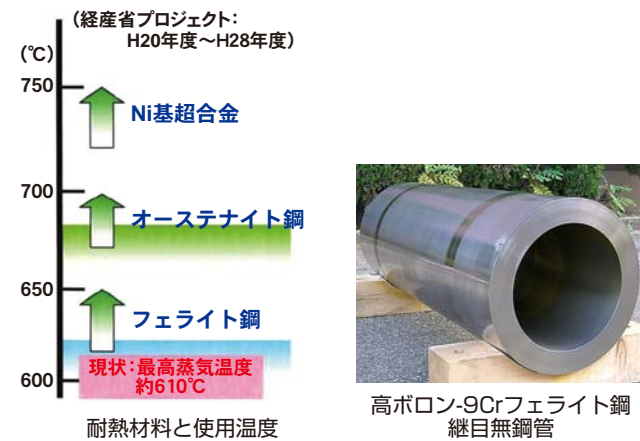 (経産省プロジェクト:
H20年度～H28年度)
(℃)
750
Ni基超合金
700
オーステナイト鋼
650
フェライト鋼
現状:最高蒸気温度
約610℃
600
耐熱材料と使用温度
高ボロン-9Crフェライト鋼
継目無鋼管